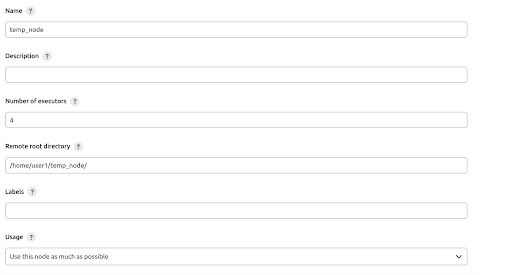 Name ?
temp_node
Description ?
Number of executors ?
4
Remote root directory ?
/home/user1/temp_node/
Labels ?
Usage ?
Use this node as much as possible